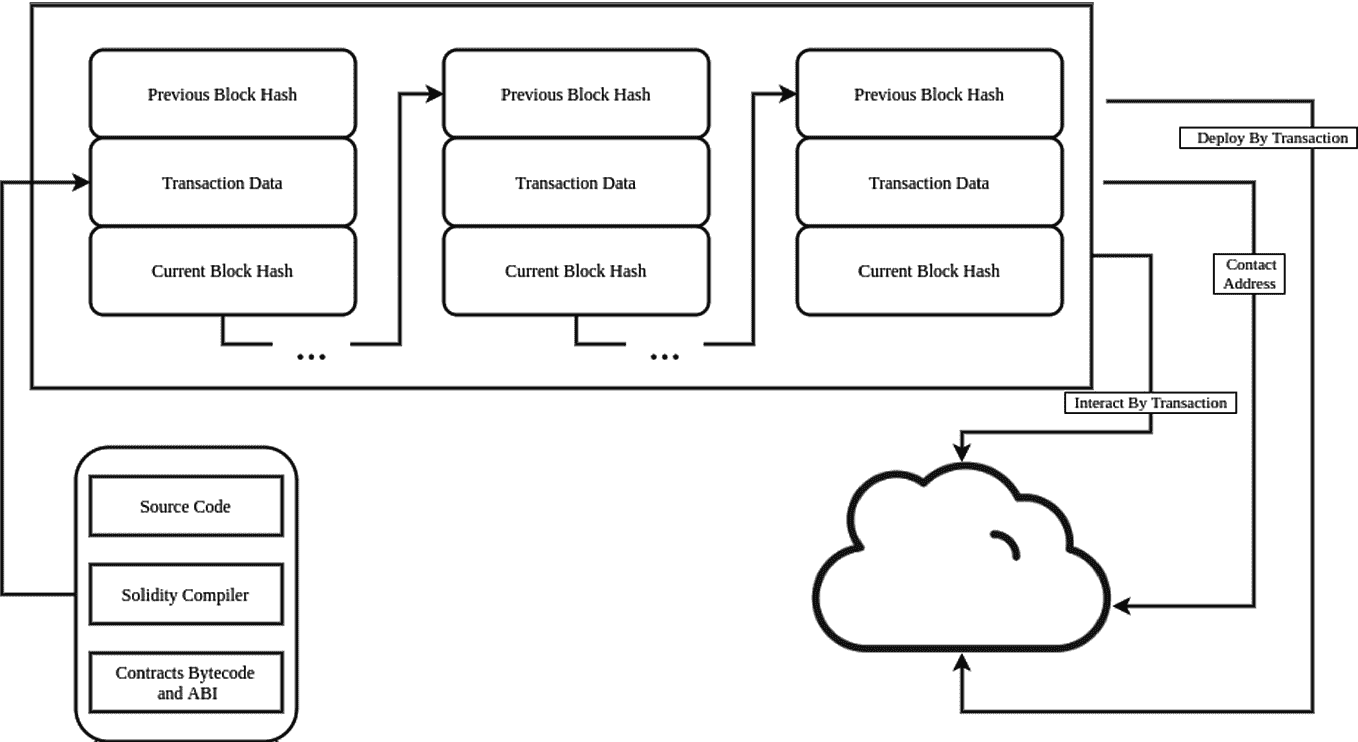 Previous Block Hash
Previous Block Hash
Previous Block Hash
Deploy By Transaction
Transaction Data
Transaction Data
Transaction Data
Current Block Hash
Current Block Hash
Current Block Hash
Contact
Address
...
...
Interact By Transaction
Source Code
Solidity Compiler
Contracts Bytecode
and ABI